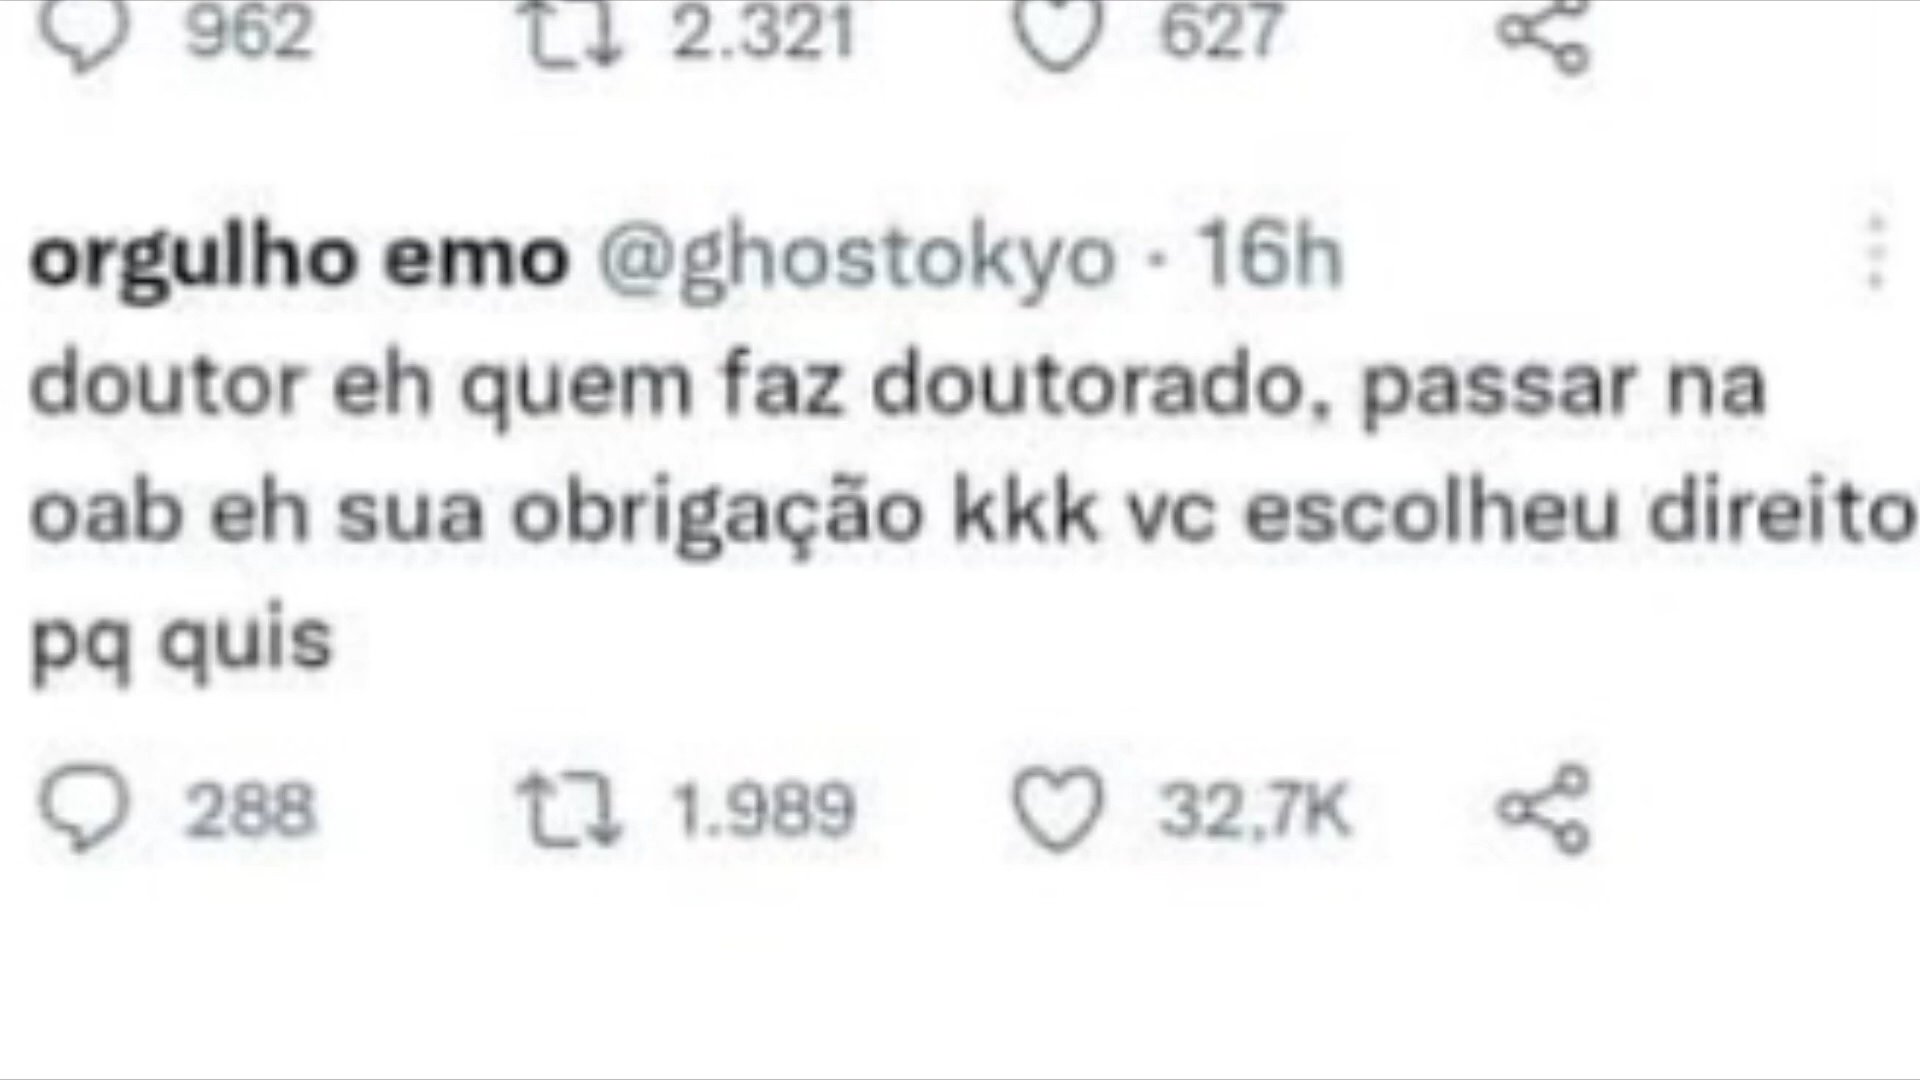 962 2.321 627
orgulho emo @ghostokyo · 16h
doutor eh quem faz doutorado, passar na
oab eh sua obrigação kkk vc escolheu direito
pq quis
288 1.989 32,7K